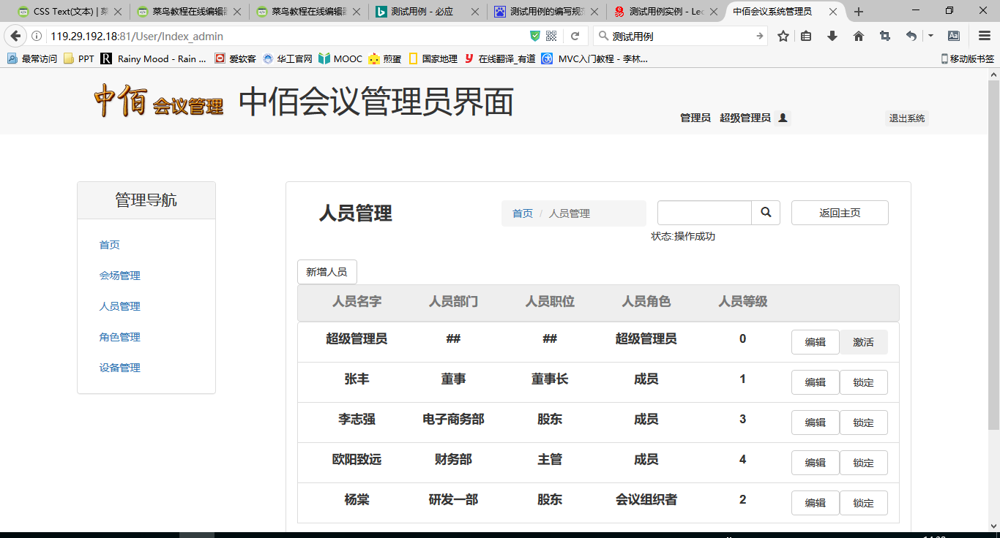 CSS Text(文本) | 菜
菜鸟教程在线编辑器
菜鸟教程在线编辑器
测试用例 - 必应
测试用例的编写规范
测试用例实例 - Lec
中佰会议系统管理员
119.29.192.18:81/User/Index_admin
测试用例
最常访问
PPT
Rainy Mood - Rain ...
爱软客
华工官网
MOOC
煎蛋
国家地理
在线翻译_有道
MVC入门教程 - 李林...
移动版书签
中佰 会议管理
中佰会议管理员界面
管理员 超级管理员
退出系统
管理导航
首页
会场管理
人员管理
角色管理
设备管理
人员管理
首页 / 人员管理
返回主页
状态:操作成功
新增人员
人员名字 人员部门 人员职位 人员角色 人员等级
超级管理员 ## ## 超级管理员 0 编辑 激活
张丰 董事 董事长 成员 1 编辑 锁定
李志强 电子商务部 股东 成员 3 编辑 锁定
欧阳致远 财务部 主管 成员 4 编辑 锁定
杨棠 研发一部 股东 会议组织者 2 编辑 锁定